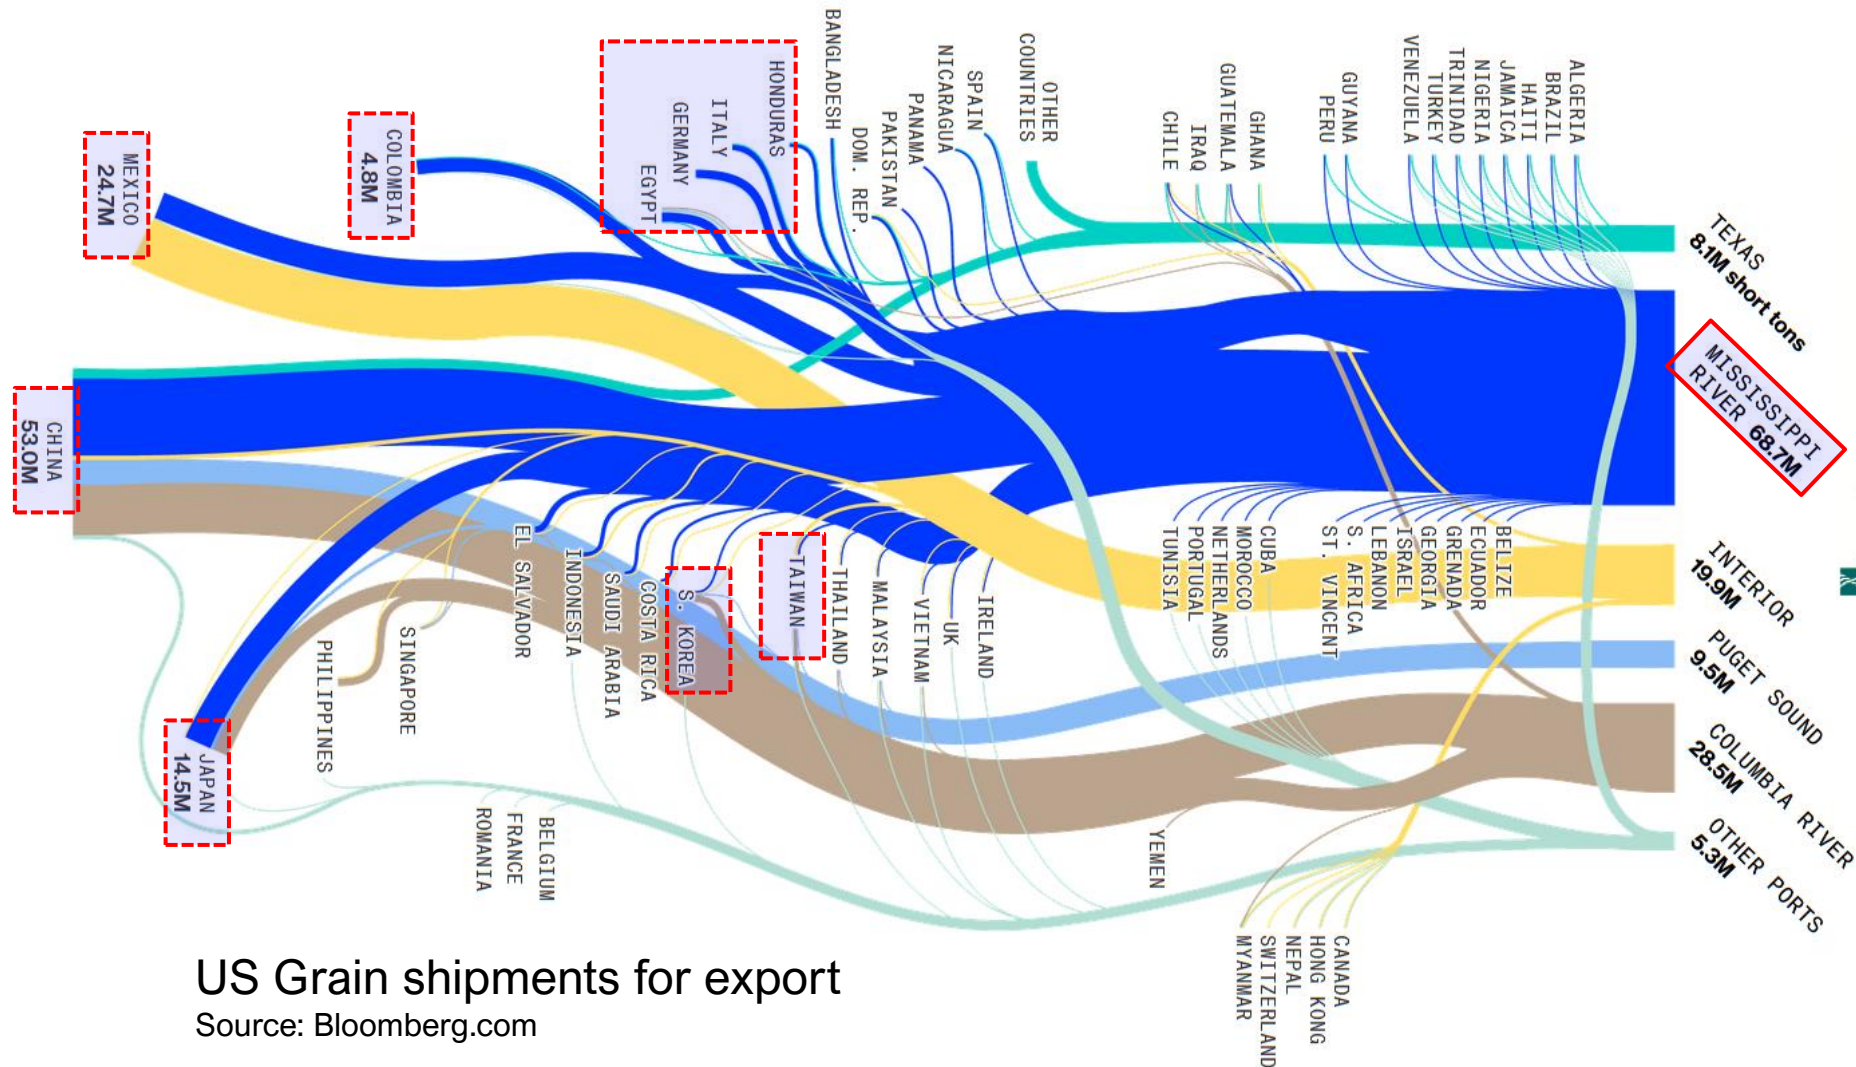 BANGLADESH
HONDURAS
ITALY
GERMANY
EGYPT
COLOMBIA
4.8M
MEXICO
24.7M
DOM. REP.
PAKISTAN
PANAMA
NICARAGUA
SPAIN
OTHER
COUNTRIES
CHILE
IRAQ
GUATEMALA
GHANA
PERU
GUYANA
VENEZUELA
TURKEY
TRINIDAD
NIGERIA
JAMAICA
HAITI
BRAZIL
ALGERIA
TEXAS
8.1M short tons
MISSISSIPPI
RIVER 68.7M
INTERIOR
19.9M
PUGET SOUND
9.5M
COLUMBIA RIVER
28.5M
OTHER PORTS
5.3M
CHINA
53.0M
JAPAN
14.5M
PHILIPPINES
SINGAPORE
EL SALVADOR
INDONESIA
SAUDI ARABIA
COSTA RICA
S. KOREA
TAIWAN
THAILAND
MALAYSIA
VIETNAM
UK
IRELAND
TUNISIA
PORTUGAL
NETHERLANDS
MOROCCO
CUBA
ST. VINCENT
S. AFRICA
LEBANON
ISRAEL
GEORGIA
GRENADA
ECUADOR
BELIZE
ROMANIA
FRANCE
BELGIUM
YEMEN
MYANMAR
SWITZERLAND
NEPAL
HONG KONG
CANADA
US Grain shipments for export
Source: Bloomberg.com